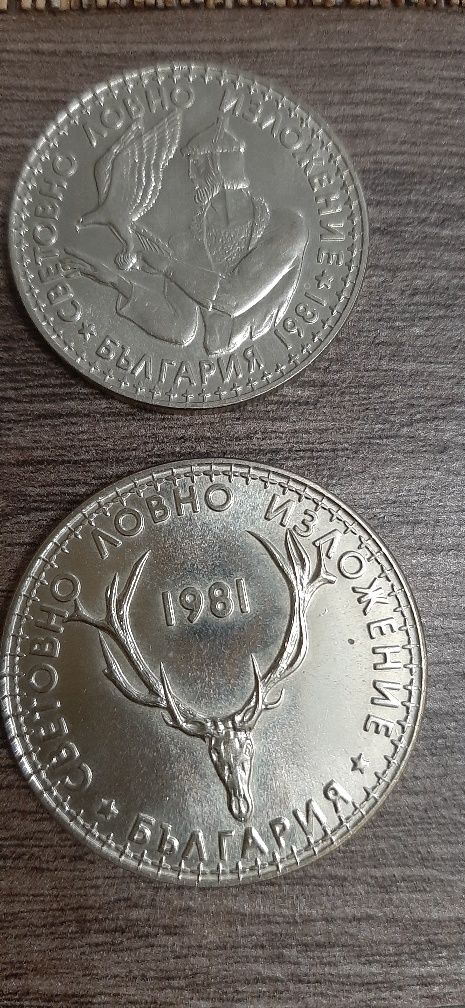 СВЕТОВНО ЛОВНО ИЗЛОЖЕНИЕ ★ 1981
★ БЪЛГАРИЯ
СВЕТОВНО ЛОВНО ИЗЛОЖЕНИЕ
1981
★ БЪЛГАРИЯ ★